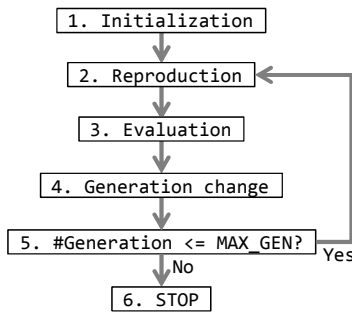 1. Initialization
2. Reproduction
3. Evaluation
4. Generation change
5. #Generation <= MAX_GEN?
Yes
No
6. STOP